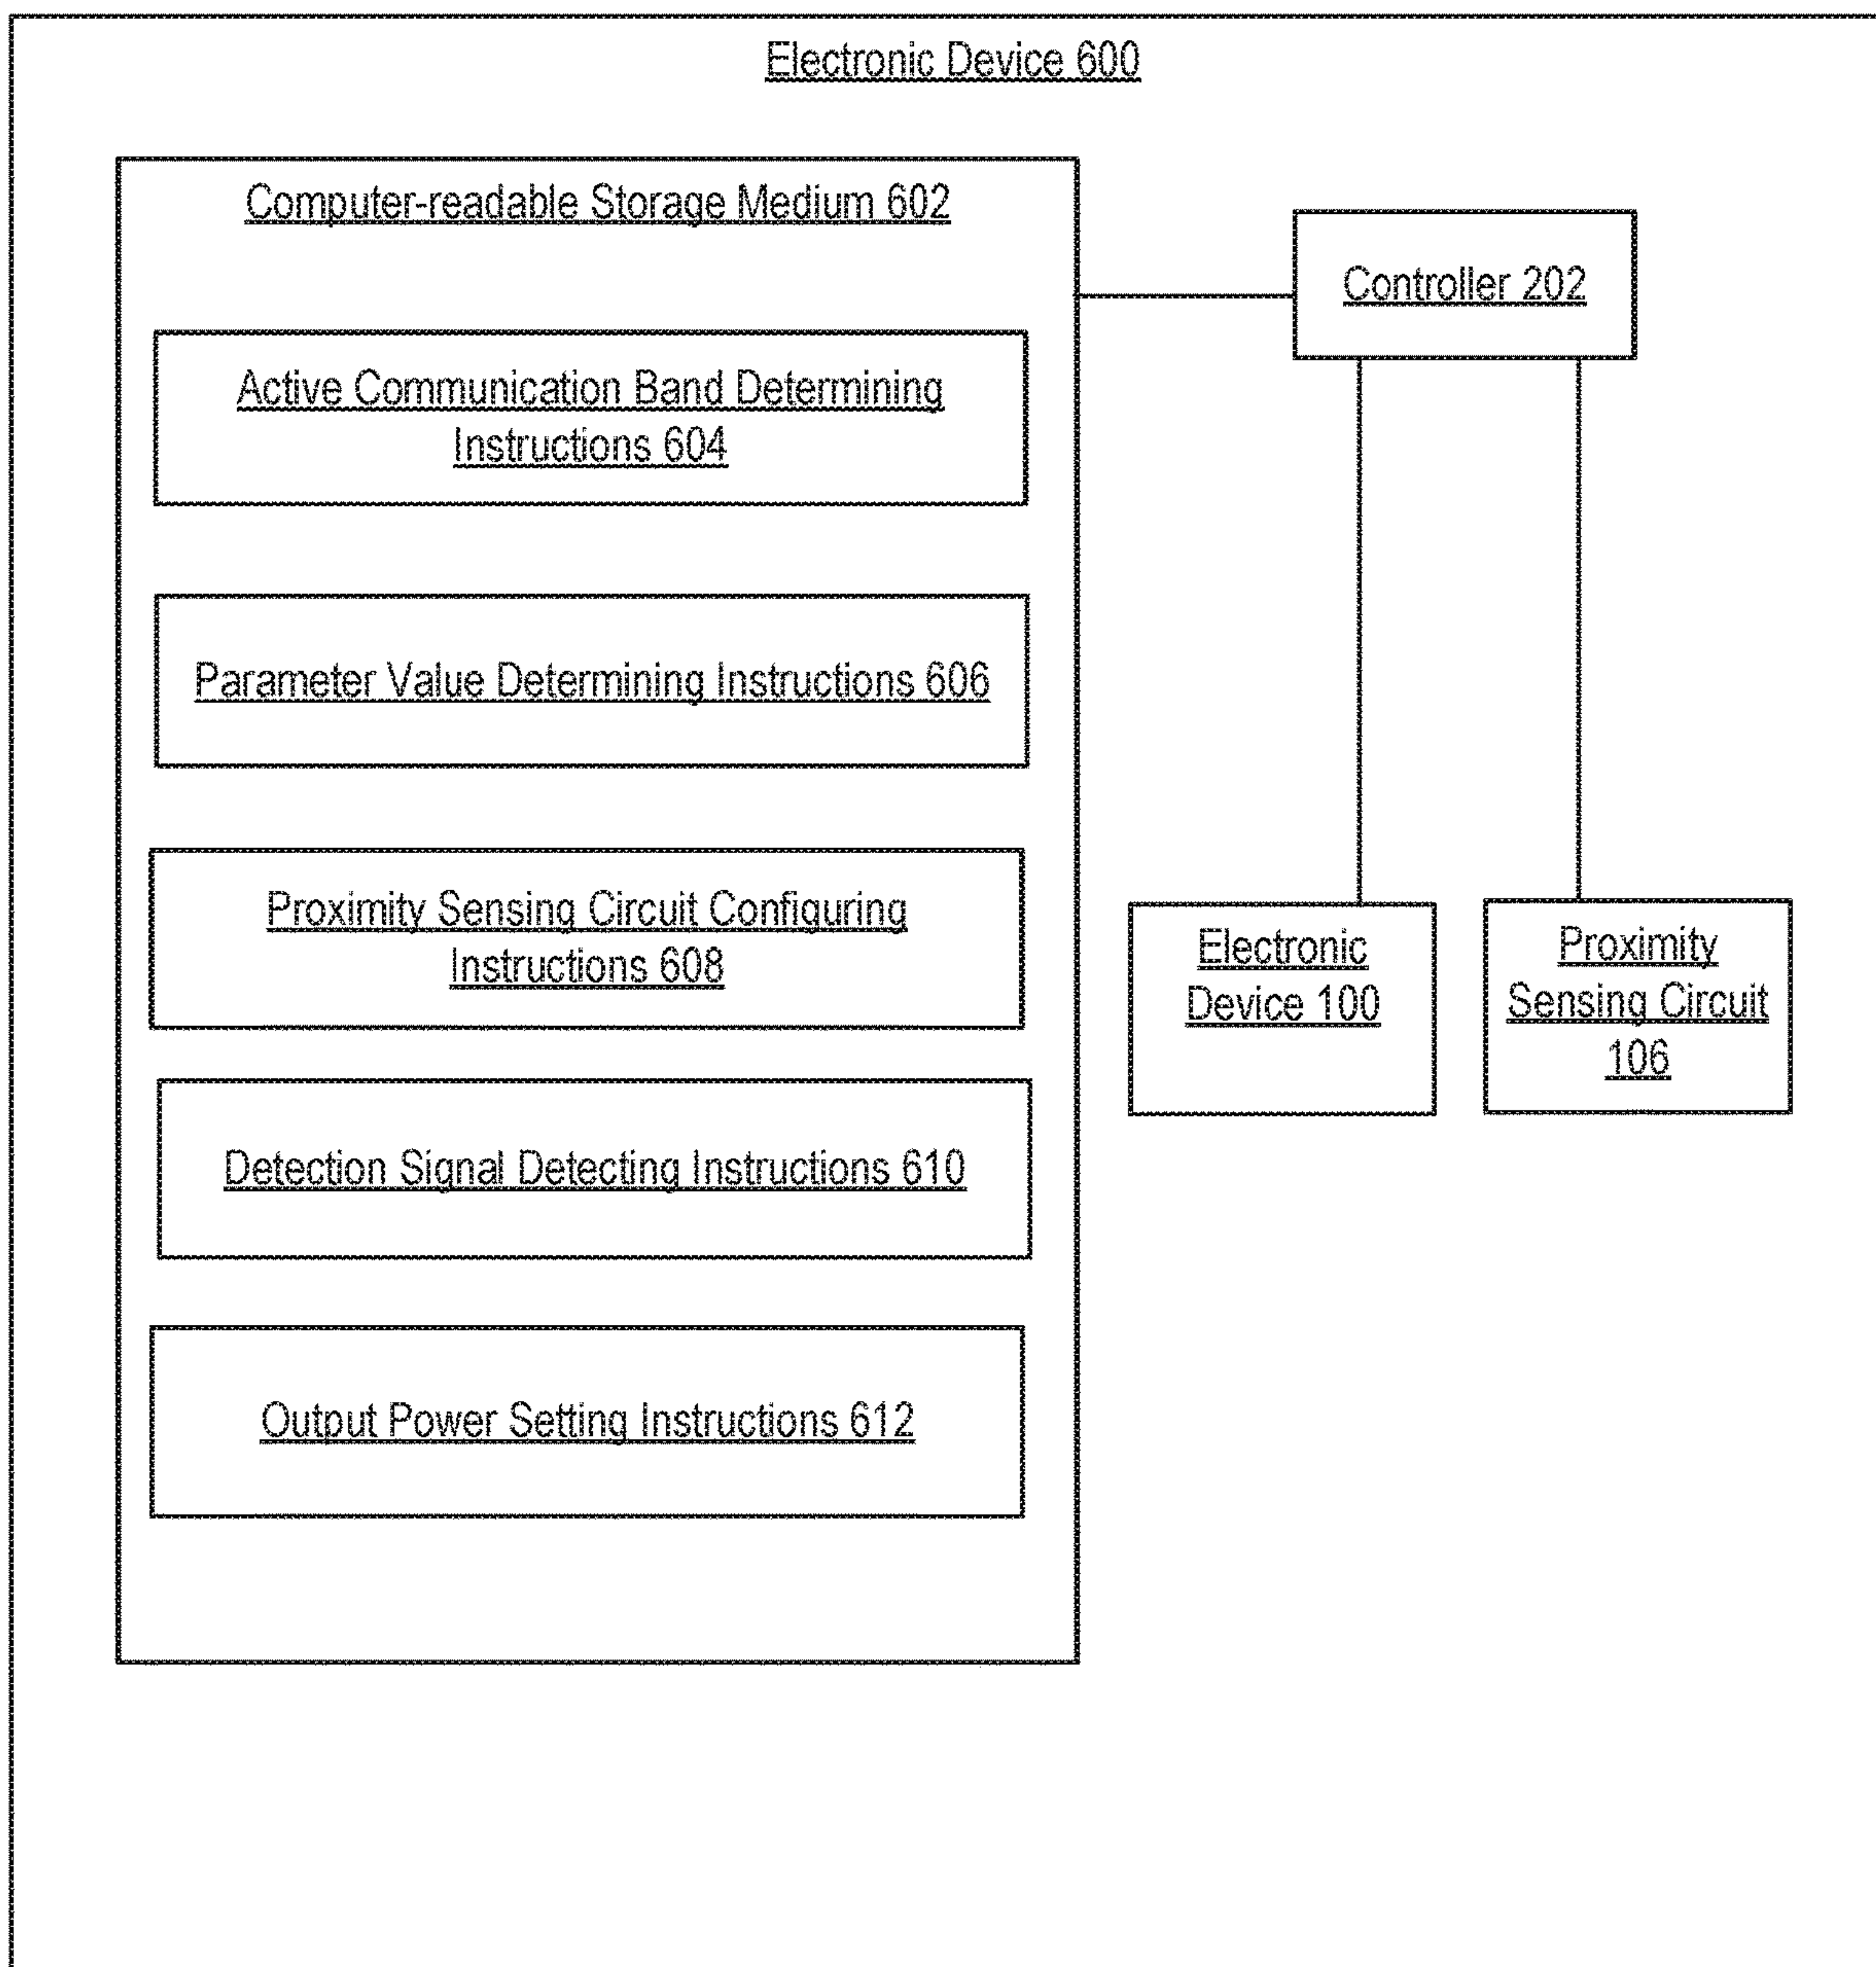 Electronic Device 600
Computer-readable Storage Medium 602
Controller 202
Active Communication Band Determining
Instructions 604
Parameter Value Determining Instructions 606
Proximity Sensing Circuit Configuring
Instructions 608
Electronic
Device 100
Proximity
Sensing Circuit
106
Detection Signal Detecting Instructions 610
Output Power Setting Instructions 612